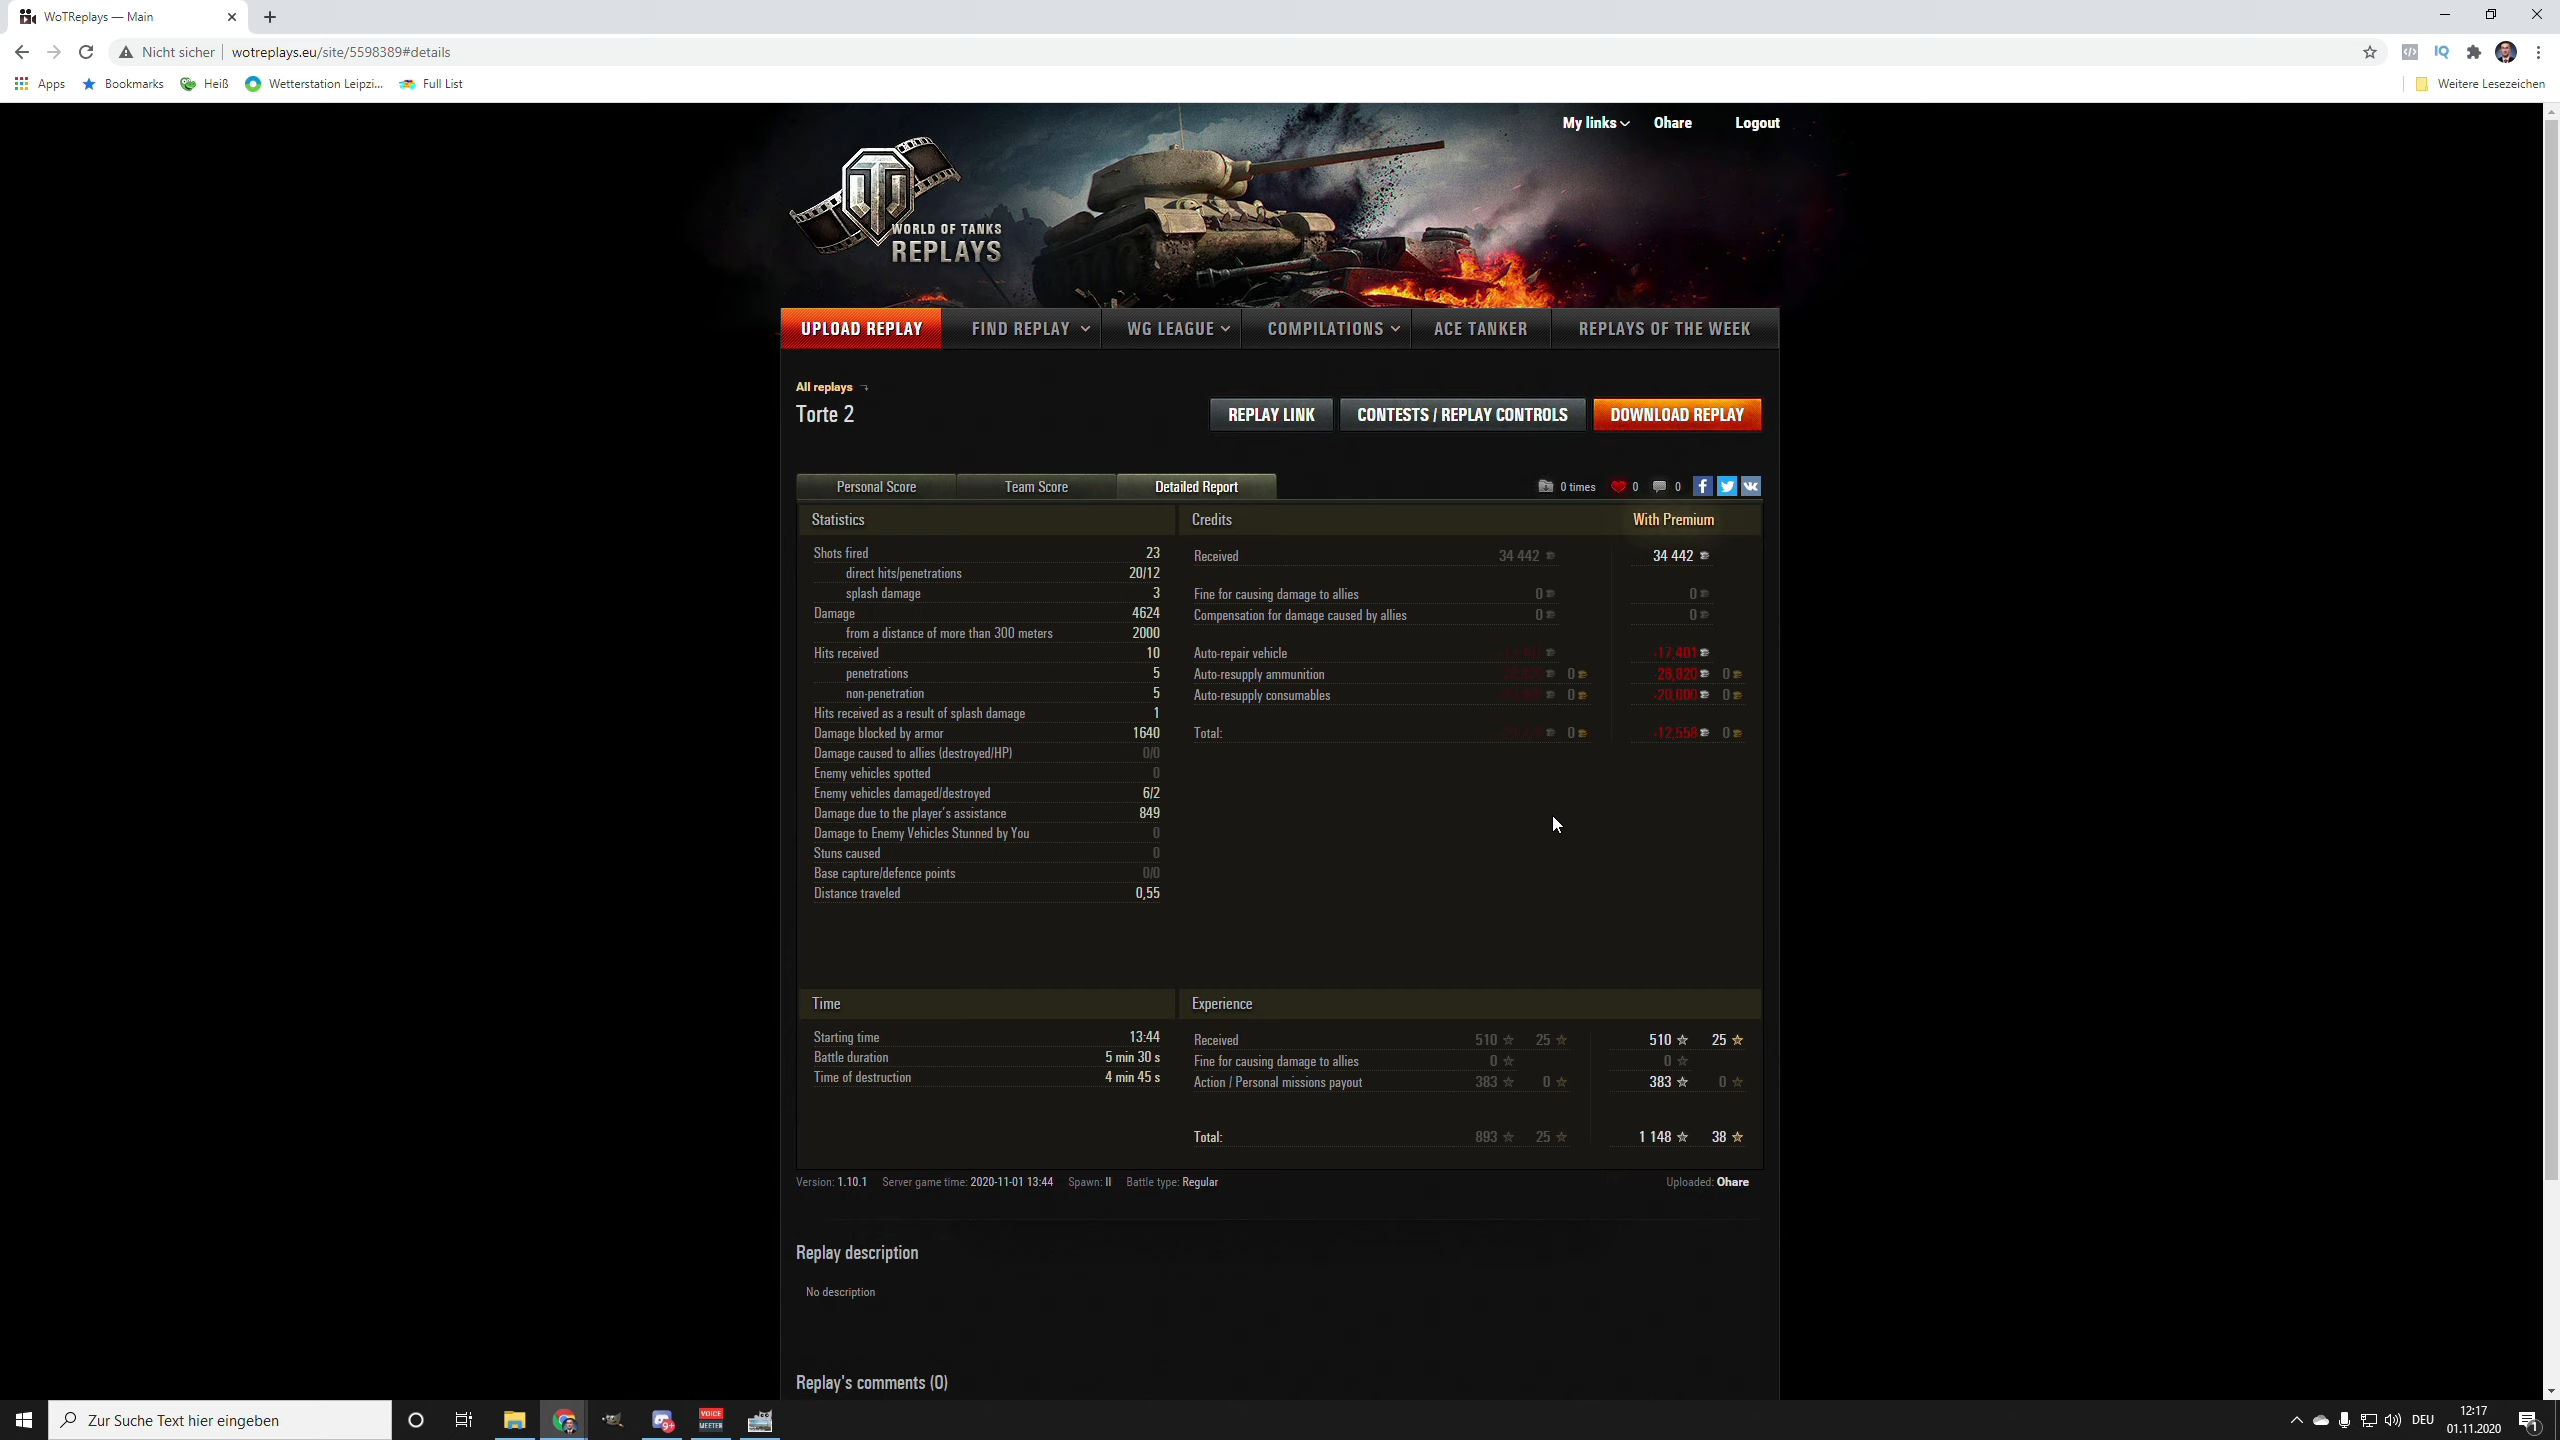 WoTReplays — Main
Nicht sicher wotreplays.eu/site/5598389#details
Apps Bookmarks Heiß Wetterstation Leipzi... Full List Weitere Lesezeichen
My links Ohare Logout
WORLD OF TANKS
REPLAYS
UPLOAD REPLAY FIND REPLAY WG LEAGUE COMPILATIONS ACE TANKER REPLAYS OF THE WEEK
All replays
Torte 2
REPLAY LINK CONTESTS / REPLAY CONTROLS DOWNLOAD REPLAY
Personal Score Team Score Detailed Report 0 times 0 0
Statistics
Shots fired 23
direct hits/penetrations 20/12
splash damage 3
Damage 4624
from a distance of more than 300 meters 2000
Hits received 10
penetrations 5
non-penetration 5
Hits received as a result of splash damage 1
Damage blocked by armor 1640
Damage caused to allies (destroyed/HP) 0/0
Enemy vehicles spotted 0
Enemy vehicles damaged/destroyed 6/2
Damage due to the player's assistance 849
Damage to Enemy Vehicles Stunned by You 0
Stuns caused 0
Base capture/defence points 0/0
Distance traveled 0,55
Credits With Premium
Received 34 442 34 442
Fine for causing damage to allies 0 0
Compensation for damage caused by allies 0 0
Auto-repair vehicle -17,401
Auto-resupply ammunition 0 0
Auto-resupply consumables 0 -20,000 0
Total: 0 0
Time
Starting time 13:44
Battle duration 5 min 30 s
Time of destruction 4 min 45 s
Experience
Received 510 25 510 25
Fine for causing damage to allies 0 0
Action / Personal missions payout 383 0 383 0
Total: 893 25 1 148 38
Version: 1.10.1 Server game time: 2020-11-01 13:44 Spawn: II Battle type: Regular Uploaded: Ohare
Replay description
No description
Replay's comments (0)
Zur Suche Text hier eingeben
9+
VOICE
MEETER
DEU
12:17
01.11.2020
1